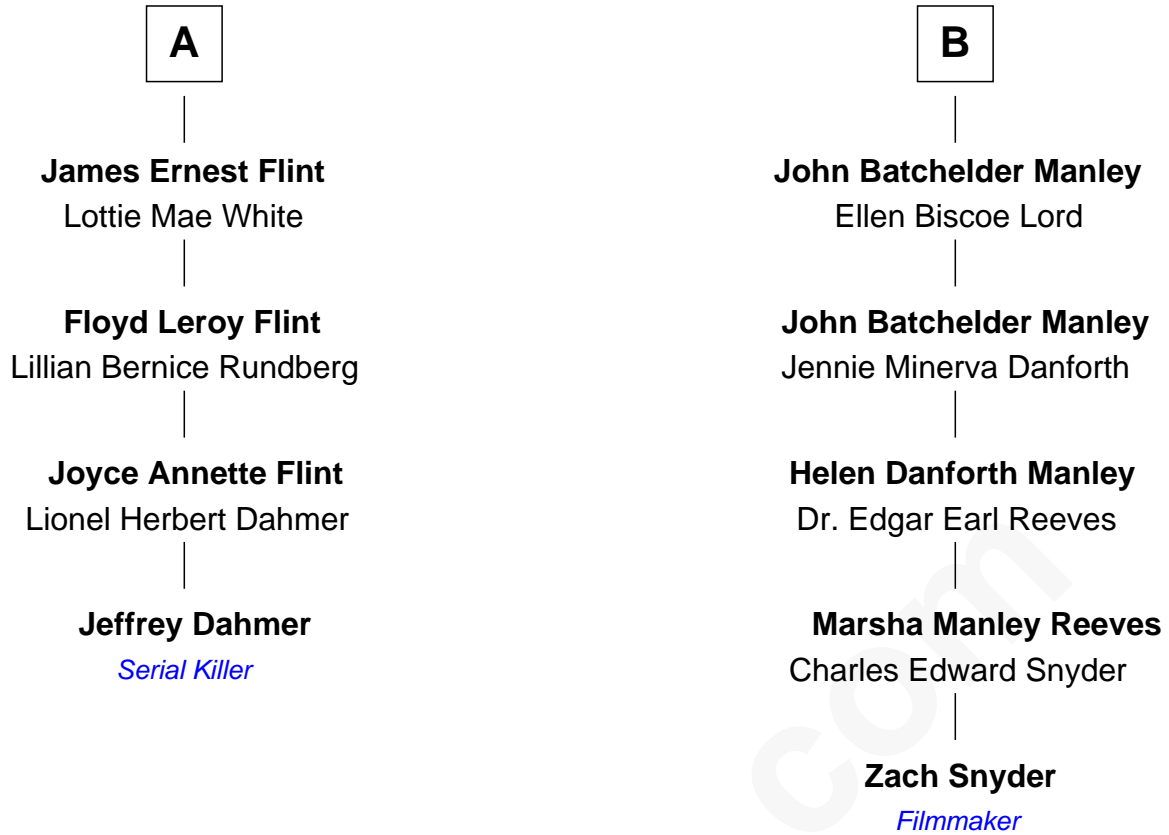 A
James Ernest Flint
Lottie Mae White
Floyd Leroy Flint
Lillian Bernice Rundberg
Joyce Annette Flint
Lionel Herbert Dahmer
Jeffrey Dahmer
Serial Killer
B
John Batchelder Manley
Ellen Biscoe Lord
John Batchelder Manley
Jennie Minerva Danforth
Helen Danforth Manley
Dr. Edgar Earl Reeves
Marsha Manley Reeves
Charles Edward Snyder
Zach Snyder
Filmmaker
com